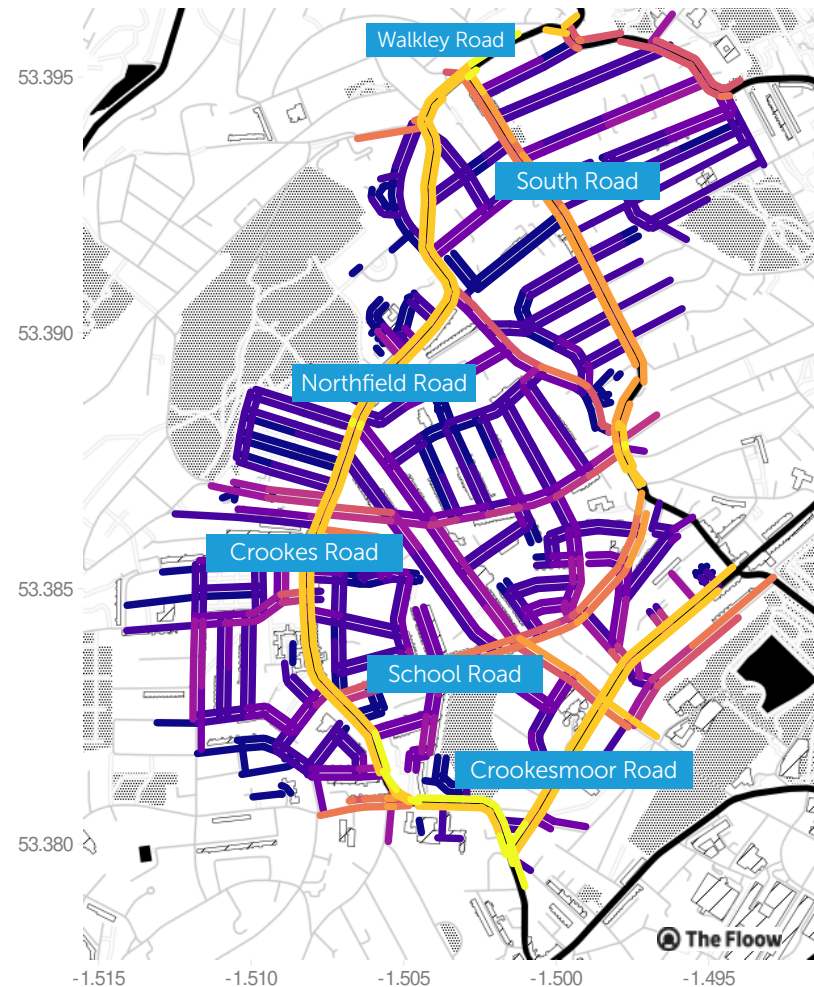 Walkley Road
53.395
South Road
53.390
Northfield Road
Crookes Road
53.385
School Road
Crookesmoor Road
53.380
The Floow
-1.515 -1.510 -1.505 -1.500 -1.495